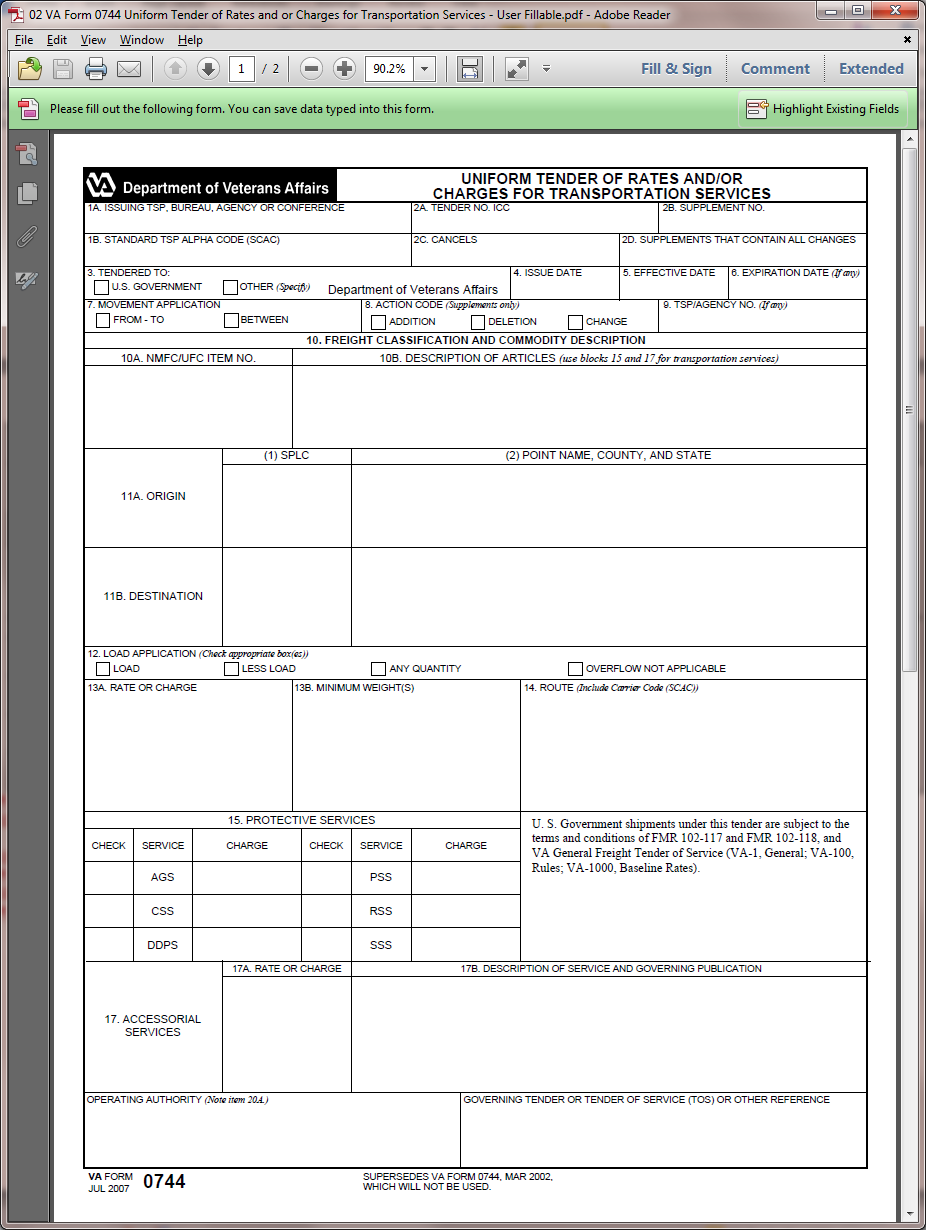 02 VA Form 0744 Uniform Tender of Rates and or Charges for Transportation Services - User Fillable.pdf - Adobe Reader
File Edit View Window Help
1 / 2 90.2% Fill & Sign Comment Extended
Please fill out the following form. You can save data typed into this form. Highlight Existing Fields
VA Department of Veterans Affairs
UNIFORM TENDER OF RATES AND/OR
CHARGES FOR TRANSPORTATION SERVICES
1A. ISSUING TSP, BUREAU, AGENCY OR CONFERENCE 2A. TENDER NO. ICC 2B. SUPPLEMENT NO.
1B. STANDARD TSP ALPHA CODE (SCAC) 2C. CANCELS 2D. SUPPLEMENTS THAT CONTAIN ALL CHANGES
3. TENDERED TO: 4. ISSUE DATE 5. EFFECTIVE DATE 6. EXPIRATION DATE (If any)
U.S. GOVERNMENT OTHER (Specify) Department of Veterans Affairs
7. MOVEMENT APPLICATION 8. ACTION CODE (Supplements only) 9. TSP/AGENCY NO. (If any)
FROM - TO BETWEEN ADDITION DELETION CHANGE
10. FREIGHT CLASSIFICATION AND COMMODITY DESCRIPTION
10A. NMFC/UFC ITEM NO. 10B. DESCRIPTION OF ARTICLES (use blocks 15 and 17 for transportation services)
(1) SPLC (2) POINT NAME, COUNTY, AND STATE
11A. ORIGIN
11B. DESTINATION
12. LOAD APPLICATION (Check appropriate box(es))
LOAD LESS LOAD ANY QUANTITY OVERFLOW NOT APPLICABLE
13A. RATE OR CHARGE 13B. MINIMUM WEIGHT(S) 14. ROUTE (Include Carrier Code (SCAC))
15. PROTECTIVE SERVICES
CHECK SERVICE CHARGE CHECK SERVICE CHARGE
AGS PSS
CSS RSS
DDPS SSS
U. S. Government shipments under this tender are subject to the
terms and conditions of FMR 102-117 and FMR 102-118, and
VA General Freight Tender of Service (VA-1, General; VA-100,
Rules; VA-1000, Baseline Rates).
17A. RATE OR CHARGE 17B. DESCRIPTION OF SERVICE AND GOVERNING PUBLICATION
17. ACCESSORIAL
SERVICES
OPERATING AUTHORITY (Note item 20A.) GOVERNING TENDER OR TENDER OF SERVICE (TOS) OR OTHER REFERENCE
VA FORM
JUL 2007 0744
SUPERSEDES VA FORM 0744, MAR 2002,
WHICH WILL NOT BE USED.